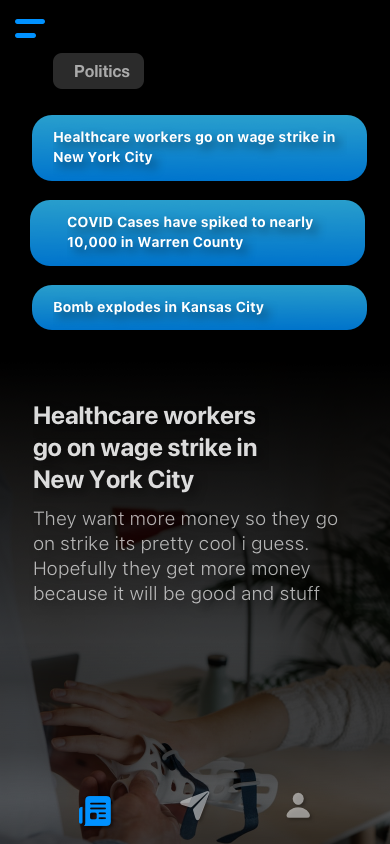 Politics
Healthcare workers go on wage strike in
New York City
COVID Cases have spiked to nearly
10,000 in Warren County
Bomb explodes in Kansas City
Healthcare workers
go on wage strike in
New York City
They want more money so they go
on strike its pretty cool i guess.
Hopefully they get more money
because it will be good and stuff